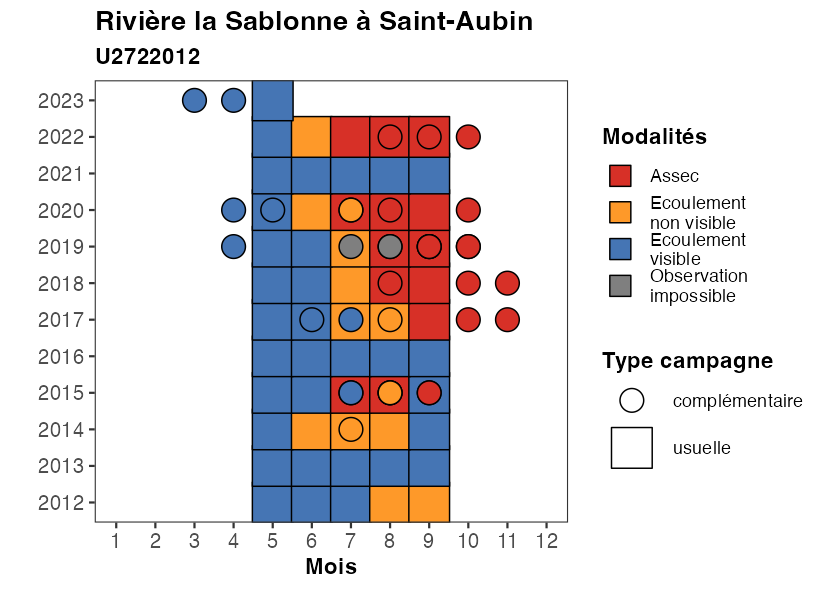 Rivière la Sablonne à Saint-Aubin
U2722012
2023
2022
2021
2020
2019
2018
2017
2016
2015
2014
2013
2012
1 2 3 4 5 6 7 8 9 10 11 12
Mois
Modalités
Assec
Ecoulement
non visible
Ecoulement
visible
Observation
impossible
Type campagne
complémentaire
usuelle